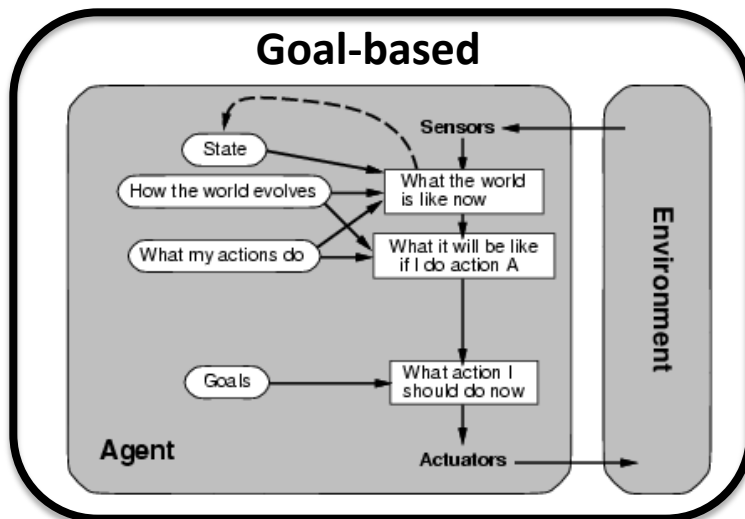 Goal-based
Sensors
State
How the world evolves
What the world
is like now
What my actions do
What it will be like
if I do action A
Goals
What action I
should do now
Agent
Actuators
Environment